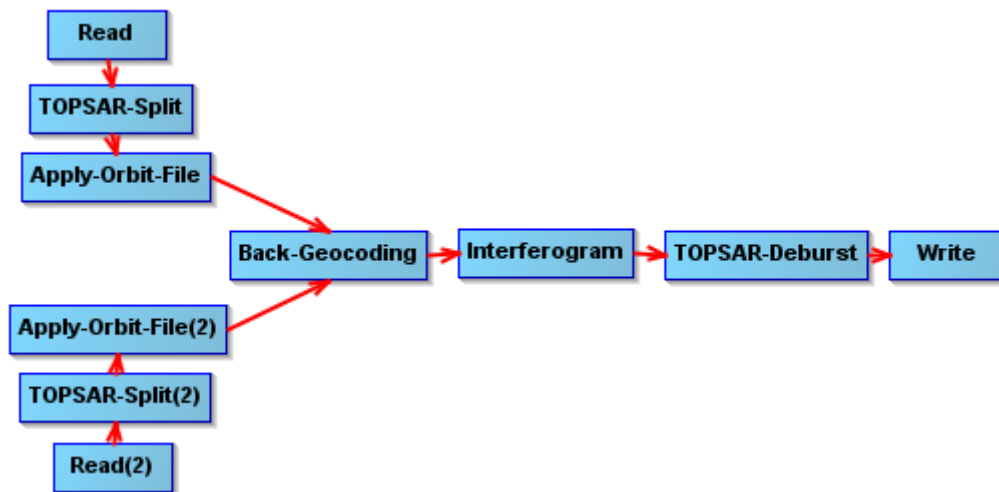 Read
TOPSAR-Split
Apply-Orbit-File
Back-Geocoding
Interferogram
TOPSAR-Deburst
Write
Apply-Orbit-File(2)
TOPSAR-Split(2)
Read(2)